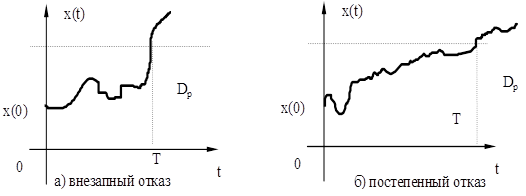 x(t)
Dр
x(0)
T
0
t
а) внезапный отказ
x(t)
Dр
x(0)
T
0
t
б) постепенный отказ